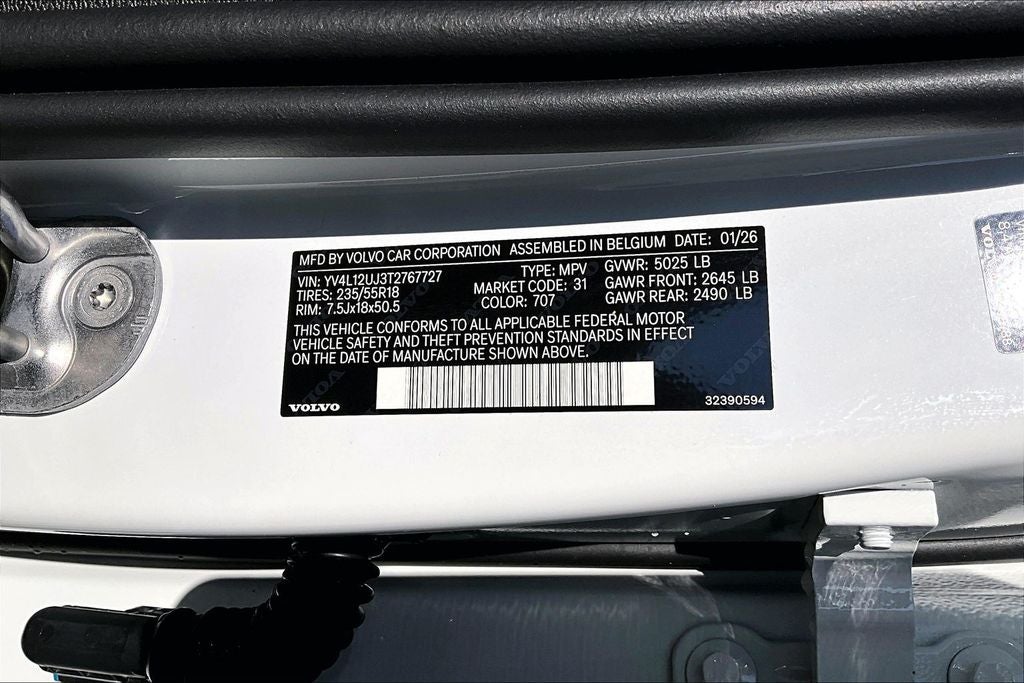 MFD BY VOLVO CAR CORPORATION ASSEMBLED IN BELGIUM DATE: 01/26
VIN: YV4L12UJ3T2767727 TYPE: MPV GVWR: 5025 LB
TIRES: 235/55R18 MARKET CODE: 31 GAWR FRONT: 2645 LB
RIM: 7.5Jx18x50.5 COLOR: 707 GAWR REAR: 2490 LB
THIS VEHICLE CONFORMS TO ALL APPLICABLE FEDERAL MOTOR
VEHICLE SAFETY AND THEFT PREVENTION STANDARDS IN EFFECT
ON THE DATE OF MANUFACTURE SHOWN ABOVE.
VOLVO 32390594
VOLVO